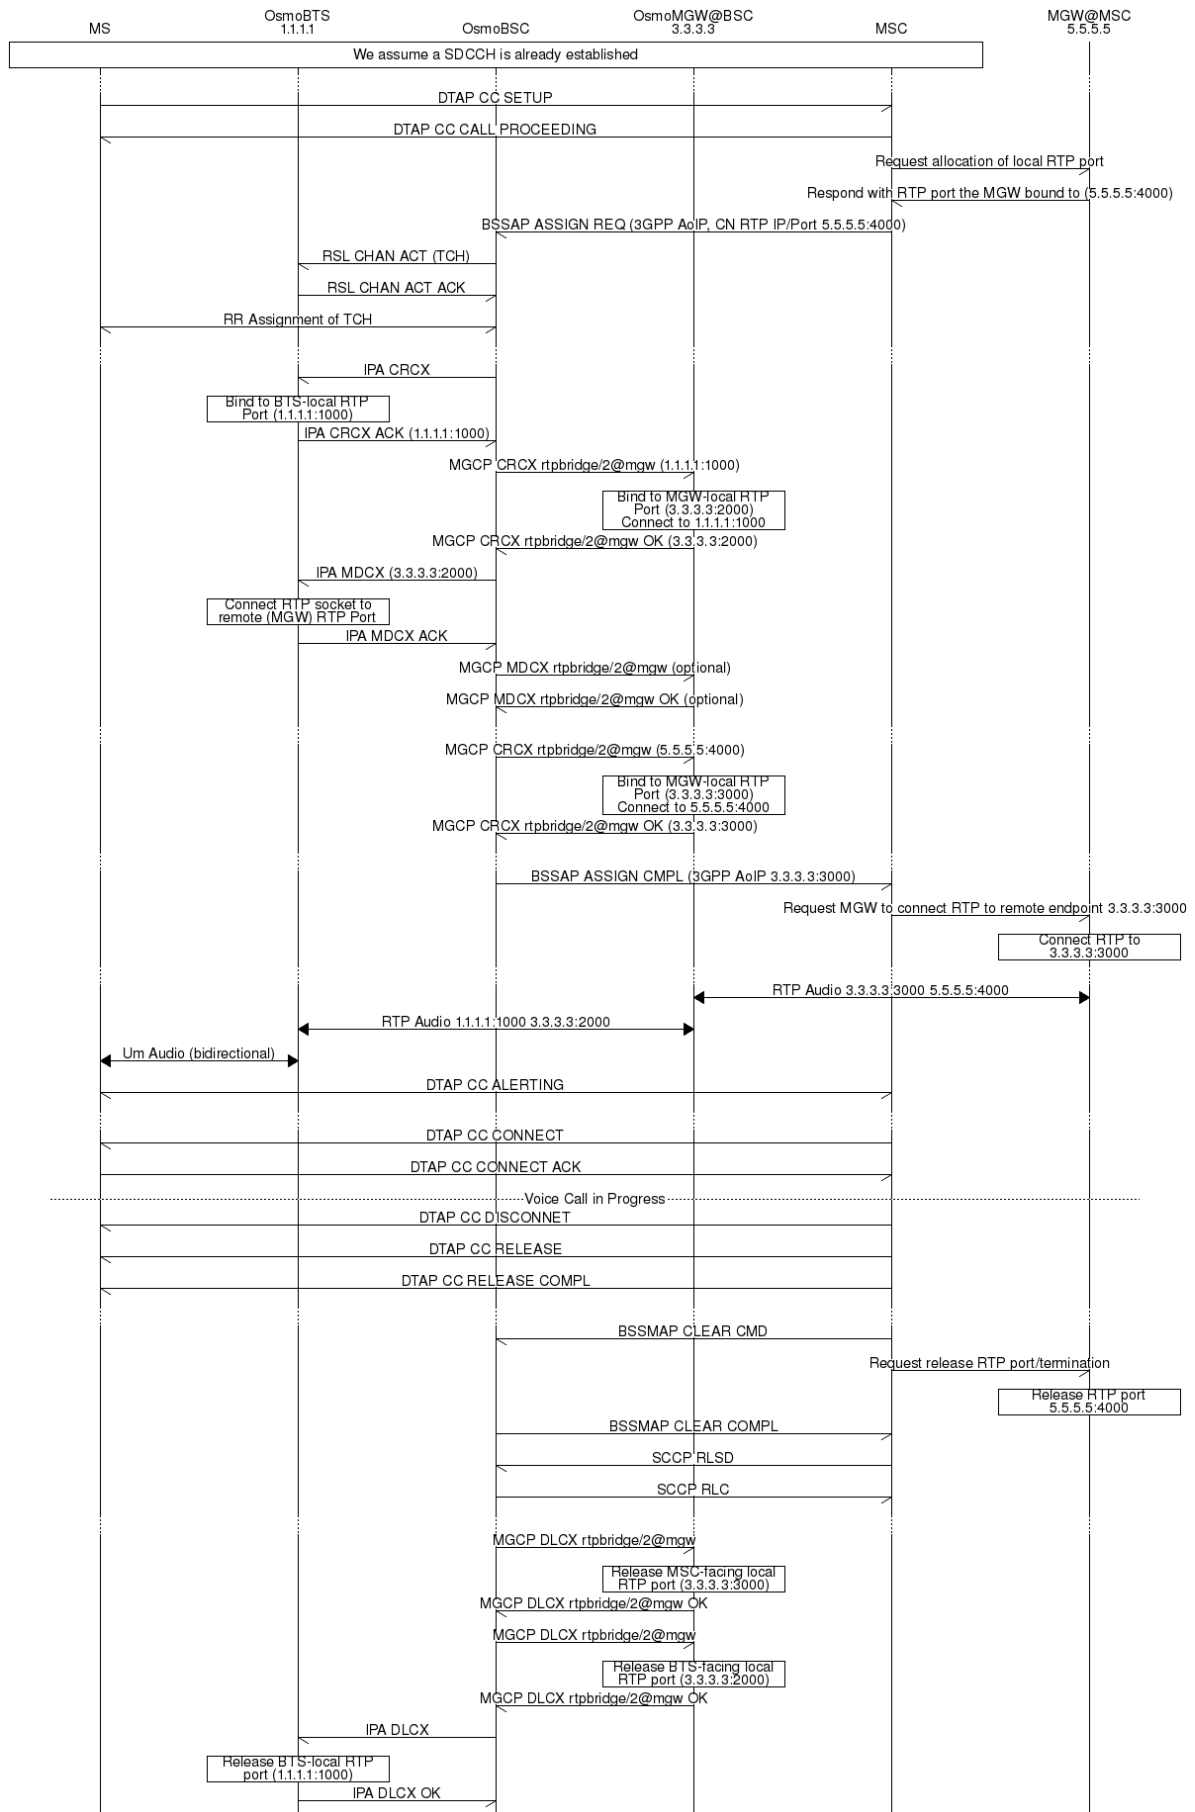 OsmoBTS OsmoMGW@BSC MGW@MSC
MS 1.1.1.1 OsmoBSC 3.3.3.3 MSC 5.5.5.5
We assume a SDCCH is already established
DTAP CC SETUP
DTAP CC CALL PROCEEDING
Request allocation of local RTP port
Respond with RTP port the MGW bound to (5.5.5.5:4000)
BSSAP ASSIGN REQ (3GPP AoIP, CN RTP IP/Port 5.5.5.5:4000)
RSL CHAN ACT (TCH)
RSL CHAN ACT ACK
RR Assignment of TCH
IPA CRCX
Bind to BTS-local RTP
Port (1.1.1.1:1000)
IPA CRCX ACK (1.1.1.1:1000)
MGCP CRCX rtpbridge/2@mgw (1.1.1.1:1000)
Bind to MGW-local RTP
Port (3.3.3.3:2000)
Connect to 1.1.1.1:1000
MGCP CRCX rtpbridge/2@mgw OK (3.3.3.3:2000)
IPA MDCX (3.3.3.3:2000)
Connect RTP socket to
remote (MGW) RTP Port
IPA MDCX ACK
MGCP MDCX rtpbridge/2@mgw (optional)
MGCP MDCX rtpbridge/2@mgw OK (optional)
MGCP CRCX rtpbridge/2@mgw (5.5.5.5:4000)
Bind to MGW-local RTP
Port (3.3.3.3:3000)
Connect to 5.5.5.5:4000
MGCP CRCX rtpbridge/2@mgw OK (3.3.3.3:3000)
BSSAP ASSIGN CMPL (3GPP AoIP 3.3.3.3:3000)
Request MGW to connect RTP to remote endpoint 3.3.3.3:3000
Connect RTP to
3.3.3.3:3000
RTP Audio 3.3.3.3:3000 5.5.5.5:4000
RTP Audio 1.1.1.1:1000 3.3.3.3:2000
Um Audio (bidirectional)
DTAP CC ALERTING
DTAP CC CONNECT
DTAP CC CONNECT ACK
Voice Call in Progress
DTAP CC DISCONNET
DTAP CC RELEASE
DTAP CC RELEASE COMPL
BSSMAP CLEAR CMD
Request release RTP port/termination
Release RTP port
5.5.5.5:4000
BSSMAP CLEAR COMPL
SCCP RLSD
SCCP RLC
MGCP DLCX rtpbridge/2@mgw
Release MSC-facing local
RTP port (3.3.3.3:3000)
MGCP DLCX rtpbridge/2@mgw OK
MGCP DLCX rtpbridge/2@mgw
Release BTS-facing local
RTP port (3.3.3.3:2000)
MGCP DLCX rtpbridge/2@mgw OK
IPA DLCX
Release BTS-local RTP
port (1.1.1.1:1000)
IPA DLCX OK